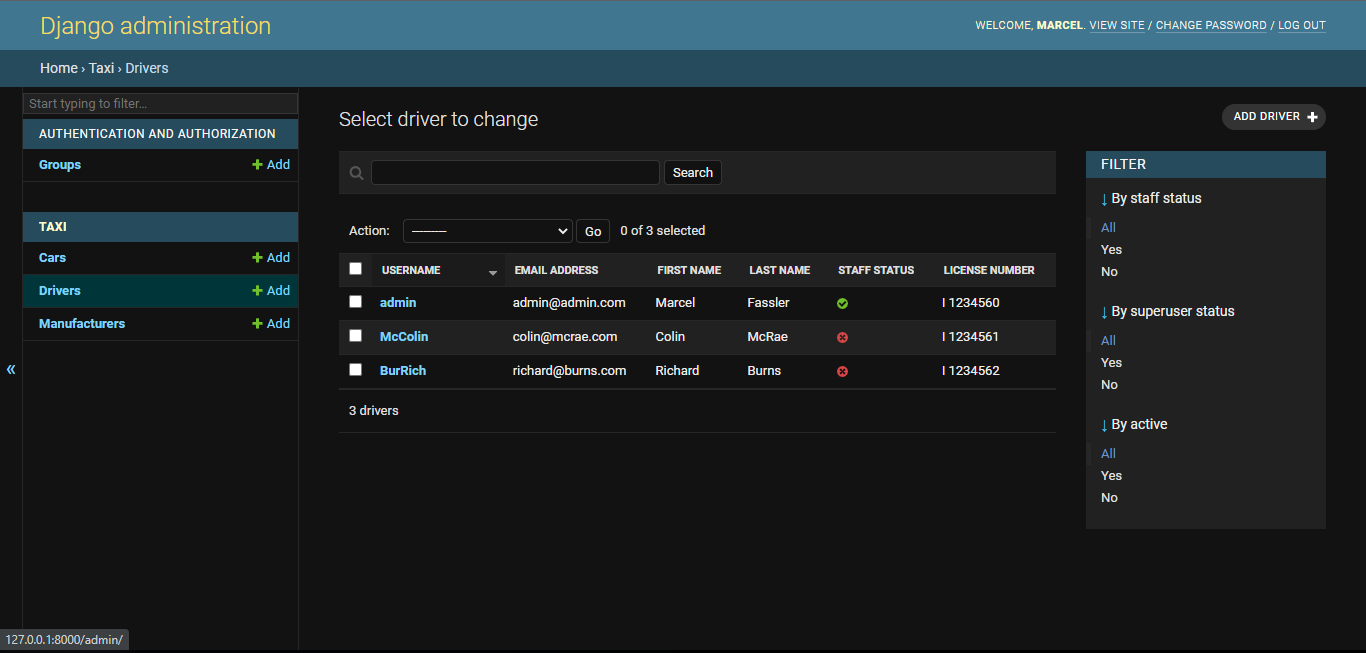 Django administration
WELCOME, MARCEL. VIEW SITE / CHANGE PASSWORD / LOG OUT
Home › Taxi › Drivers
Start typing to filter...
AUTHENTICATION AND AUTHORIZATION
Groups + Add
TAXI
Cars + Add
Drivers + Add
Manufacturers + Add
«
Select driver to change
ADD DRIVER +
Search
Action: --------- Go 0 of 3 selected
USERNAME EMAIL ADDRESS FIRST NAME LAST NAME STAFF STATUS LICENSE NUMBER
admin admin@admin.com Marcel Fassler I 1234560
McColin colin@mcrae.com Colin McRae I 1234561
BurRich richard@burns.com Richard Burns I 1234562
3 drivers
FILTER
↓ By staff status
All
Yes
No
↓ By superuser status
All
Yes
No
↓ By active
All
Yes
No
127.0.0.1:8000/admin/